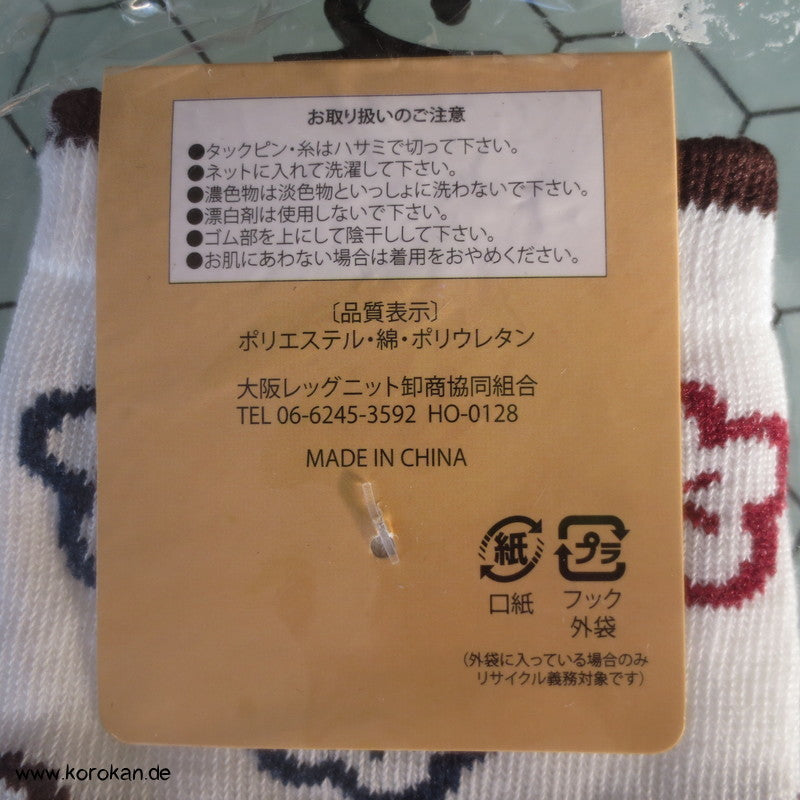 お取り扱いのご注意
●タックピン・糸はハサミで切って下さい。
●ネットに入れて洗濯して下さい。
●濃色物は淡色物といっしょに洗わないで下さい。
●漂白剤は使用しないで下さい。
●ゴム部を上にして陰干しして下さい。
●お肌にあわない場合は着用をおやめください。
〔品質表示〕
ポリエステル・綿・ポリウレタン
大阪レッグニット卸商協同組合
TEL 06-6245-3592 HO-0128
MADE IN CHINA
紙 プラ
口紙 フック
外袋
(外袋に入っている場合のみ
リサイクル義務対象です)
www.korokan.de